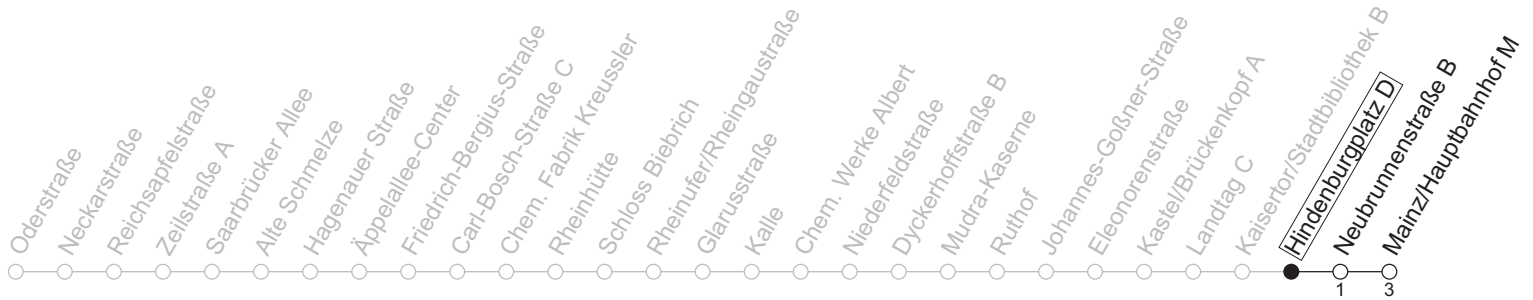 Oderstraße
Neckarstraße
Reichsapfelstraße
Zeilstraße A
Saarbrücker Allee
Alte Schmelze
Hagenauer Straße
Äppelallee-Center
Friedrich-Bergius-Straße
Carl-Bosch-Straße C
Chem. Fabrik Kreussler
Rheinhütte
Schloss Biebrich
Rheinufer/Rheingaustraße
Glarusstraße
Kalle
Chem. Werke Albert
Niederfeldstraße
Dyckerhoffstraße B
Mudra-Kaserne
Ruthof
Johannes-Goßner-Straße
Eleonorenstraße
Kastel/Brückenkopf A
Landtag C
Kaisertor/Stadtbibliothek B
Hindenburgplatz D
Neubrunnenstraße B
Mainz/Hauptbahnhof M
1
3